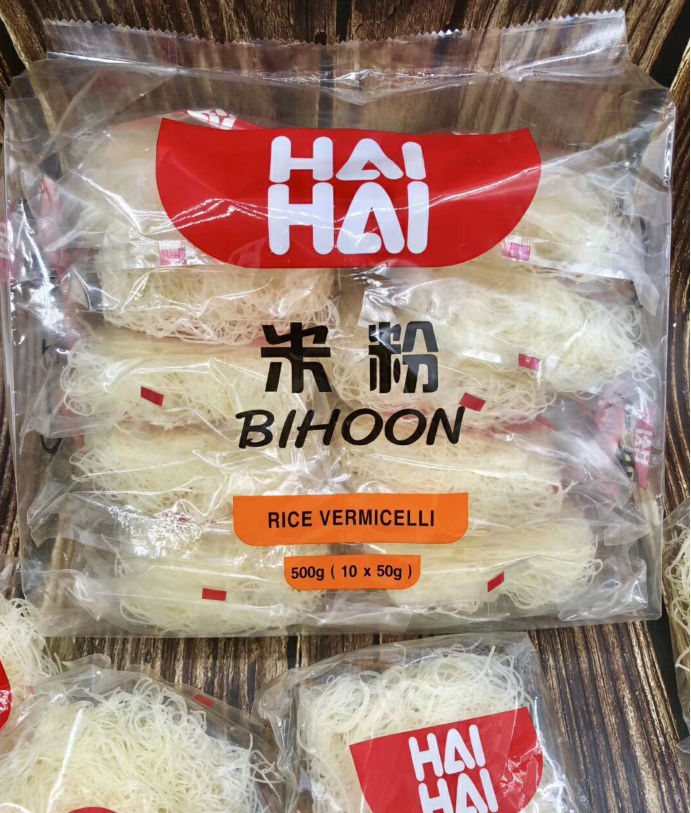 HAI
HAI
米粉
BIHOON
RICE VERMICELLI
500g ( 10 x 50g )
HAI
HAI